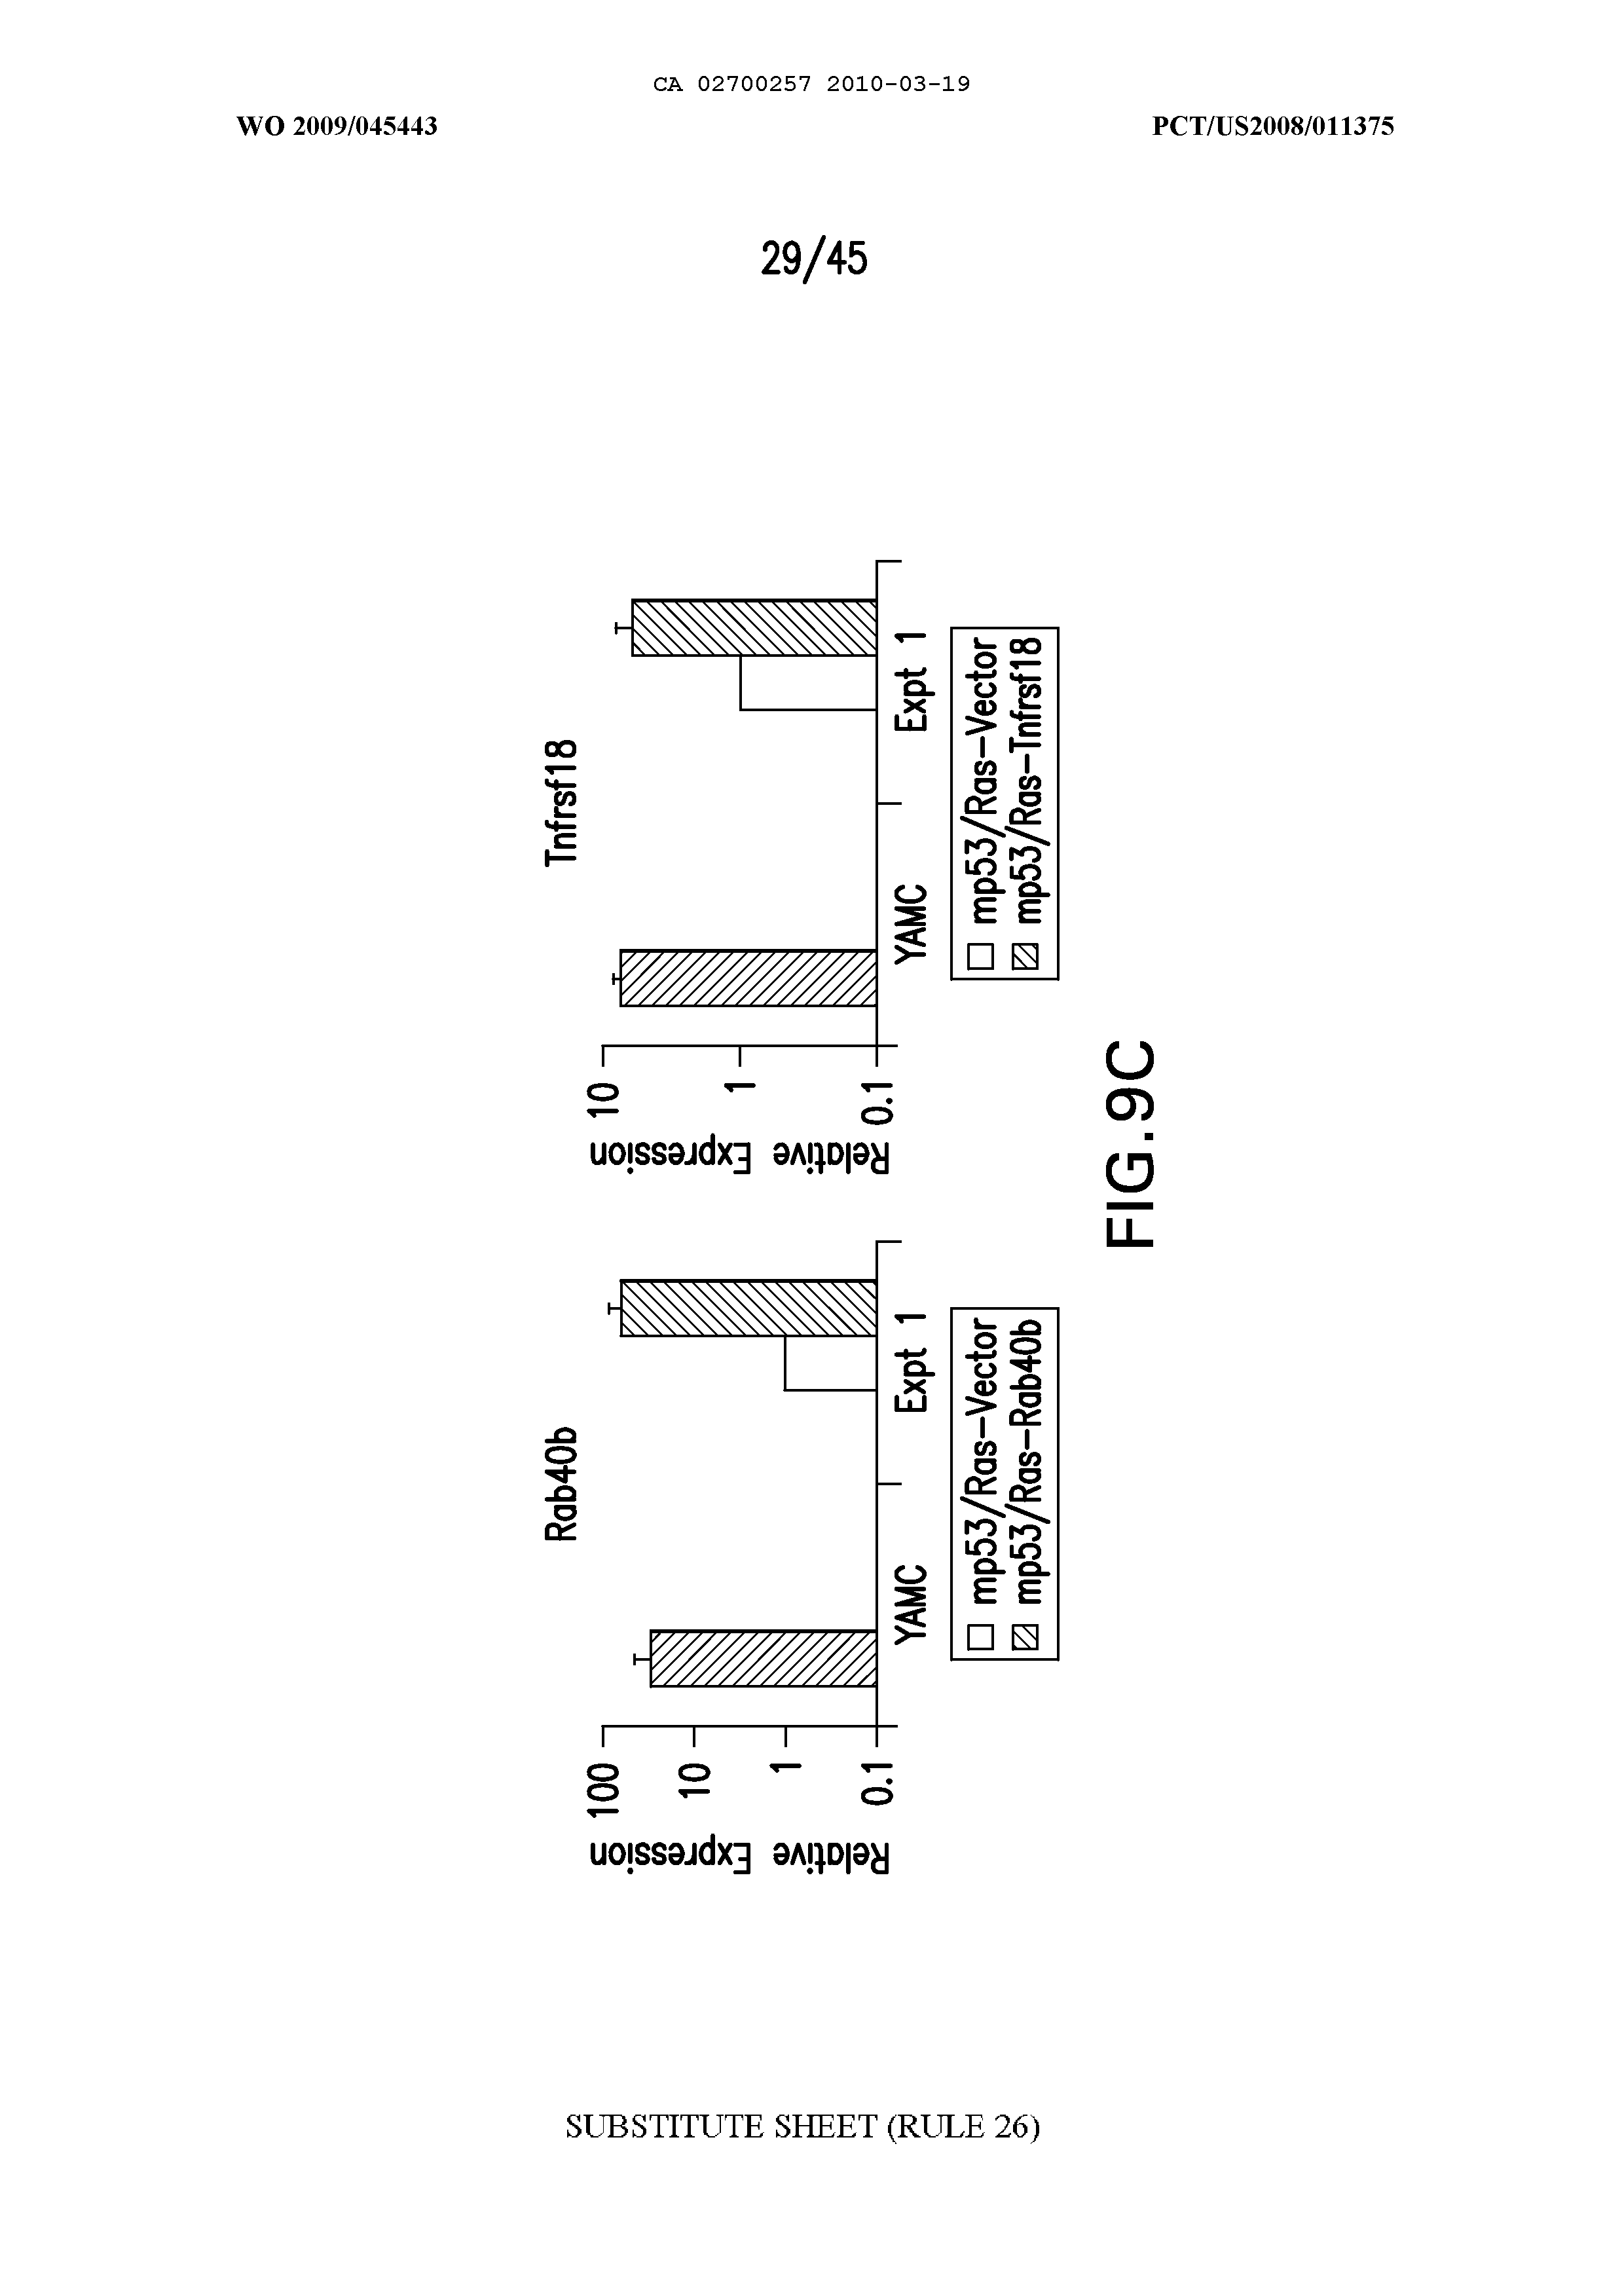 CA 02700257 2010-03-19
WO 2009/045443
PCT/US2008/011375
29/45
Rab40b
Relative Expression
100
10
1
0.1
YAMC
Expt 1
mp53/Ras-Vector
mp53/Ras-Rab40b
Tnfrsf18
Relative Expression
10
1
0.1
YAMC
Expt 1
mp53/Ras-Vector
mp53/Ras-Tnfrsf18
FIG.9C
SUBSTITUTE SHEET (RULE 26)